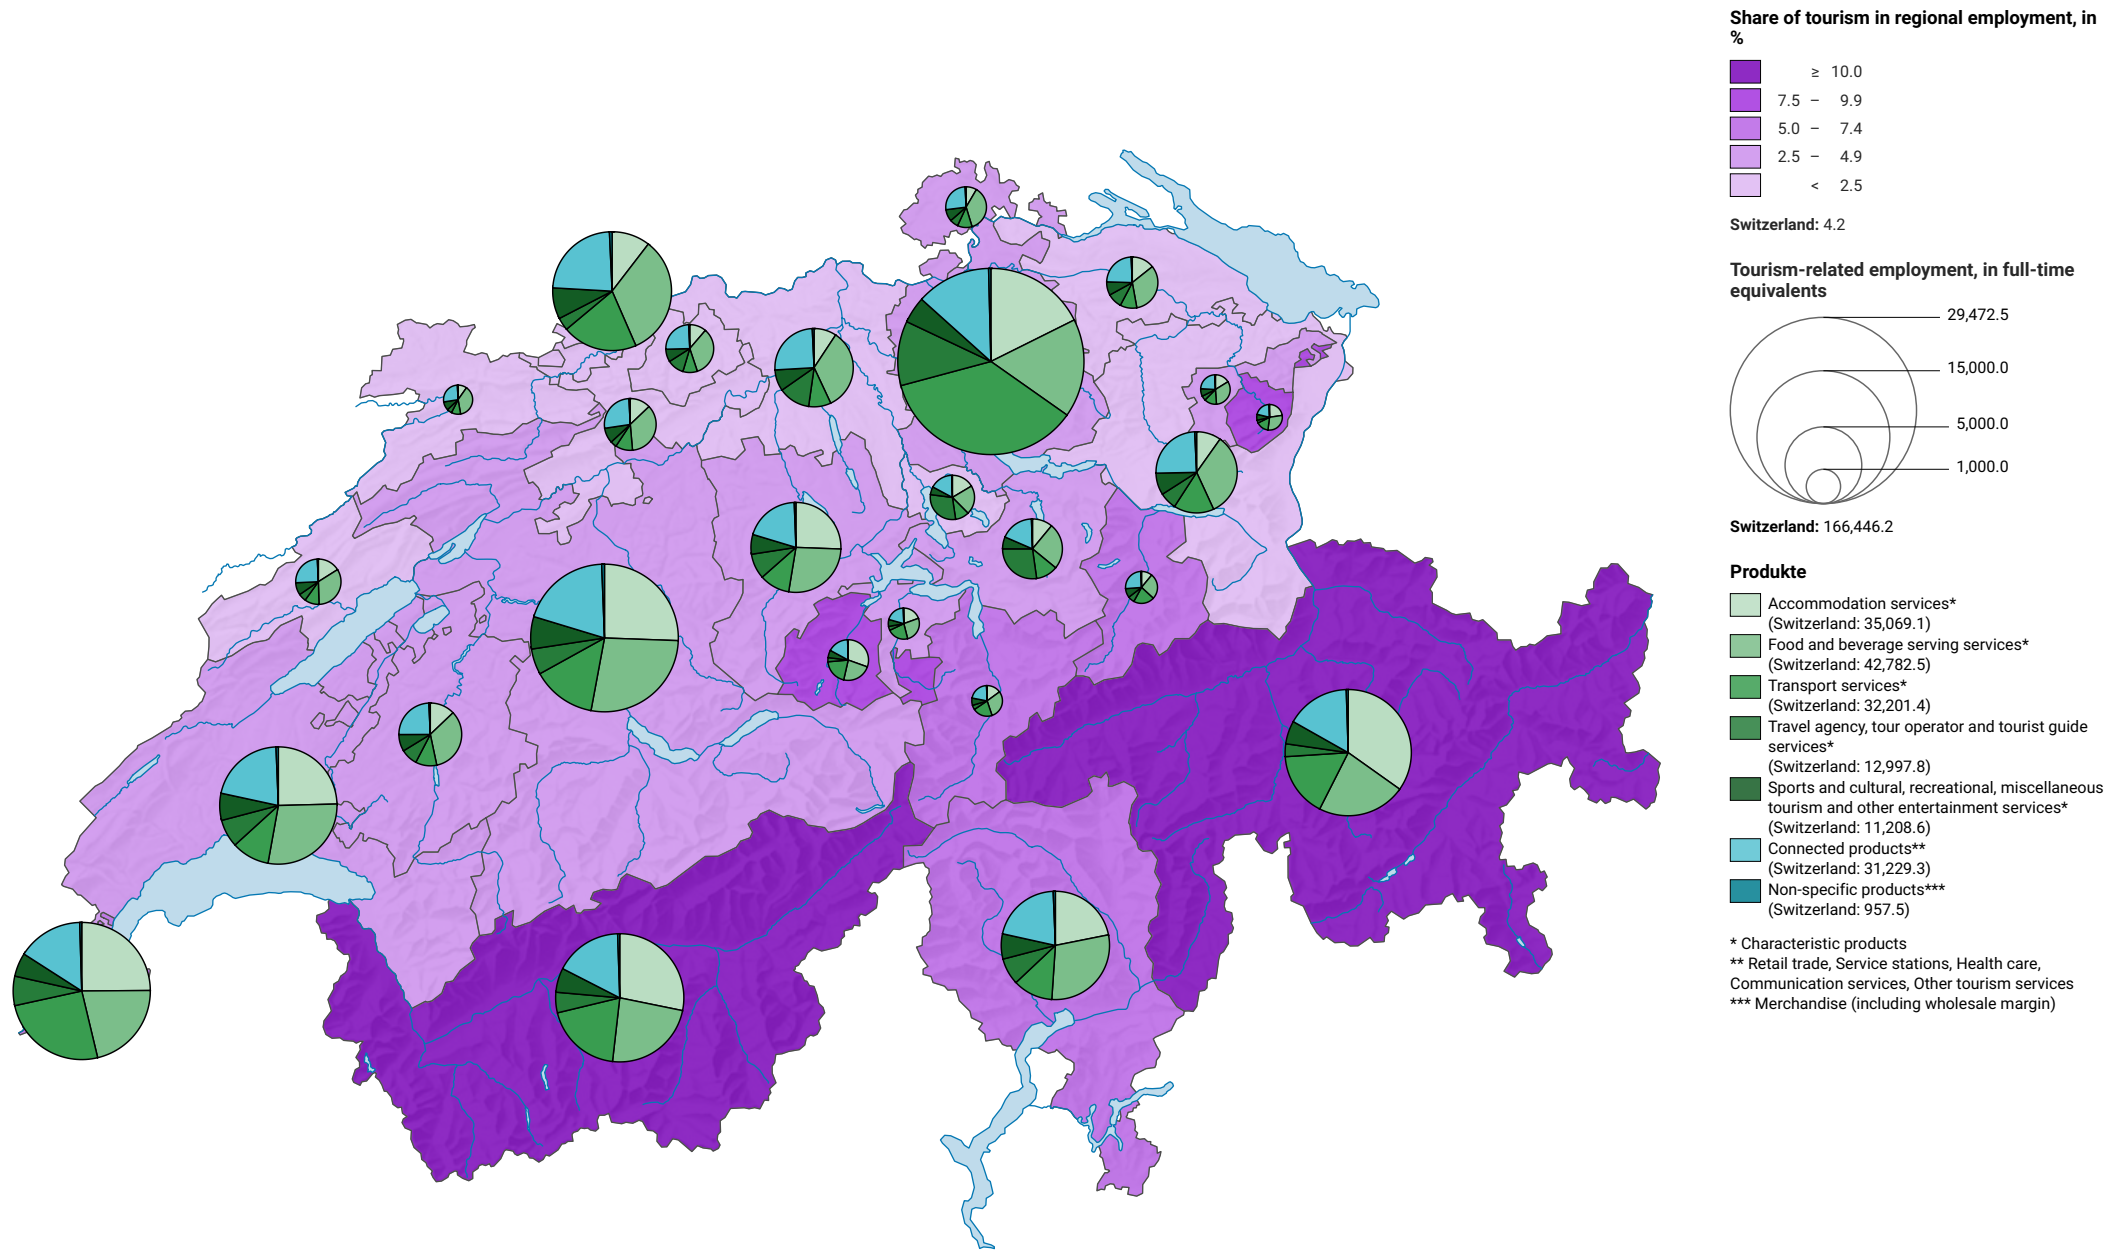 Share of tourism in regional employment, in
%
≥ 10.0
7.5 – 9.9
5.0 – 7.4
2.5 – 4.9
< 2.5
Switzerland: 4.2
Tourism-related employment, in full-time
equivalents
29,472.5
15,000.0
5,000.0
1,000.0
Switzerland: 166,446.2
Produkte
Accommodation services*
(Switzerland: 35,069.1)
Food and beverage serving services*
(Switzerland: 42,782.5)
Transport services*
(Switzerland: 32,201.4)
Travel agency, tour operator and tourist guide
services*
(Switzerland: 12,997.8)
Sports and cultural, recreational, miscellaneous
tourism and other entertainment services*
(Switzerland: 11,208.6)
Connected products**
(Switzerland: 31,229.3)
Non-specific products***
(Switzerland: 957.5)
* Characteristic products
** Retail trade, Service stations, Health care,
Communication services, Other tourism services
*** Merchandise (including wholesale margin)